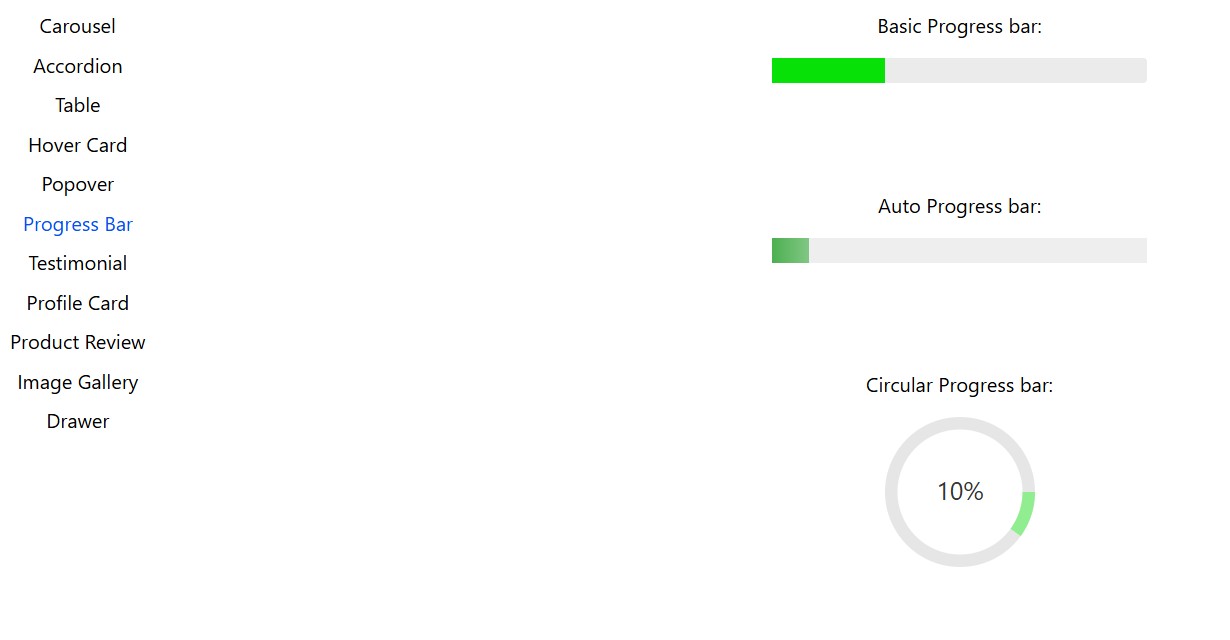 Carousel
Accordion
Table
Hover Card
Popover
Progress Bar
Testimonial
Profile Card
Product Review
Image Gallery
Drawer
Basic Progress bar:
Auto Progress bar:
Circular Progress bar:
10%